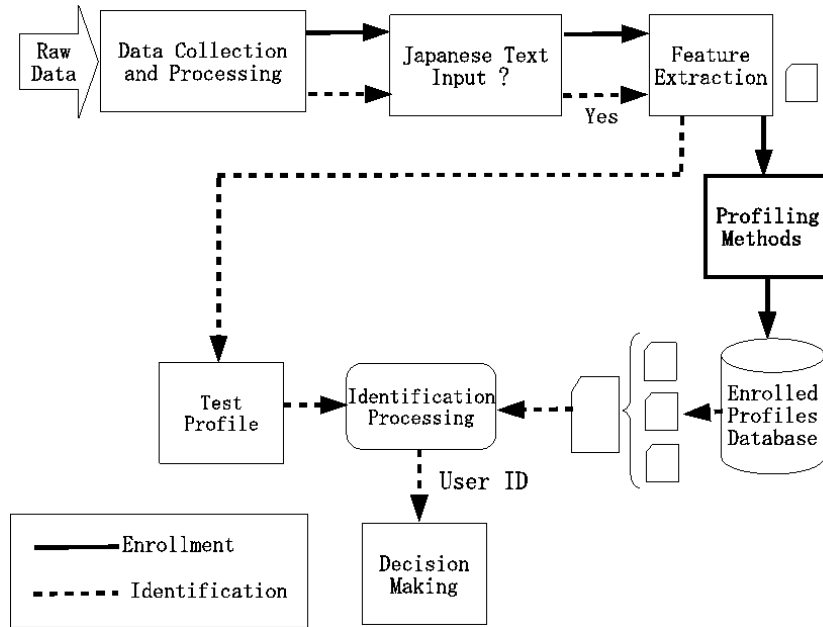 Raw
Data
Data Collection
and Processing
Japanese Text
Input ?
Yes
Feature
Extraction
Profiling
Methods
Enrolled
Profiles
Database
Identification
Processing
Test
Profile
User ID
Decision
Making
Enrollment
Identification